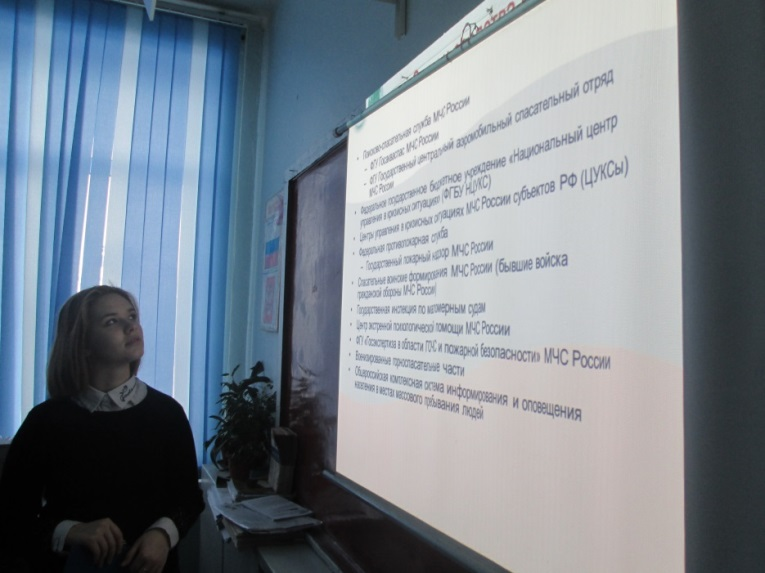 Поисково-спасательная служба МЧС России
– ФГУ Госакваспас МЧС России
– ФГУ Государственный центральный аэромобильный спасательный отряд
МЧС России
Федеральное государственное бюджетное учреждение «Национальный центр
управления в кризисных ситуациях» (ФГБУ НЦУКС)
Центры управления в кризисных ситуациях МЧС России субъектов РФ (ЦУКСы)
Федеральная противопожарная служба
– Государственный пожарный надзор МЧС России
Спасательные воинские формирования МЧС России (бывшие войска
гражданской обороны МЧС России)
Государственная инспекция по маломерным судам
Центр экстренной психологической помощи МЧС России
ФГУ «Госэкспертиза в области ГОЧС и пожарной безопасности» МЧС России
Военизированные горноспасательные части
Общероссийская комплексная система информирования и оповещения
населения в местах массового пребывания людей